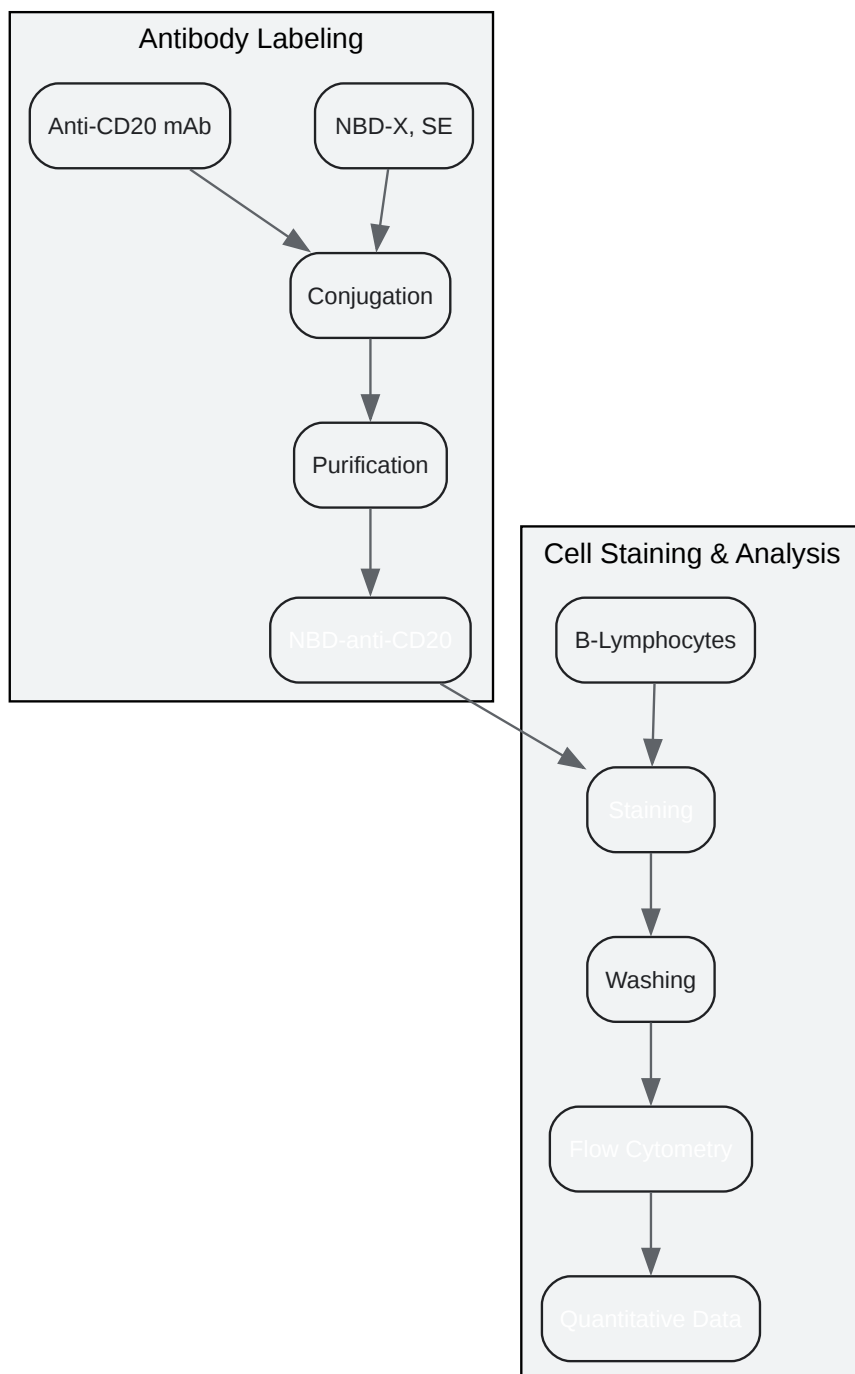 Antibody Labeling
Anti-CD20 mAb
NBD-X, SE
Conjugation
Purification
NBD-anti-CD20
Cell Staining & Analysis
B-Lymphocytes
Staining
Washing
Flow Cytometry
Quantitative Data